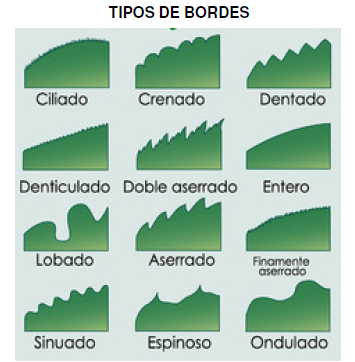 TIPOS DE BORDES
Ciliado Crenado Dentado
Denticulado Doble aserrado Entero
Lobado Aserrado Finamente
aserrado
Sinuado Espinoso Ondulado